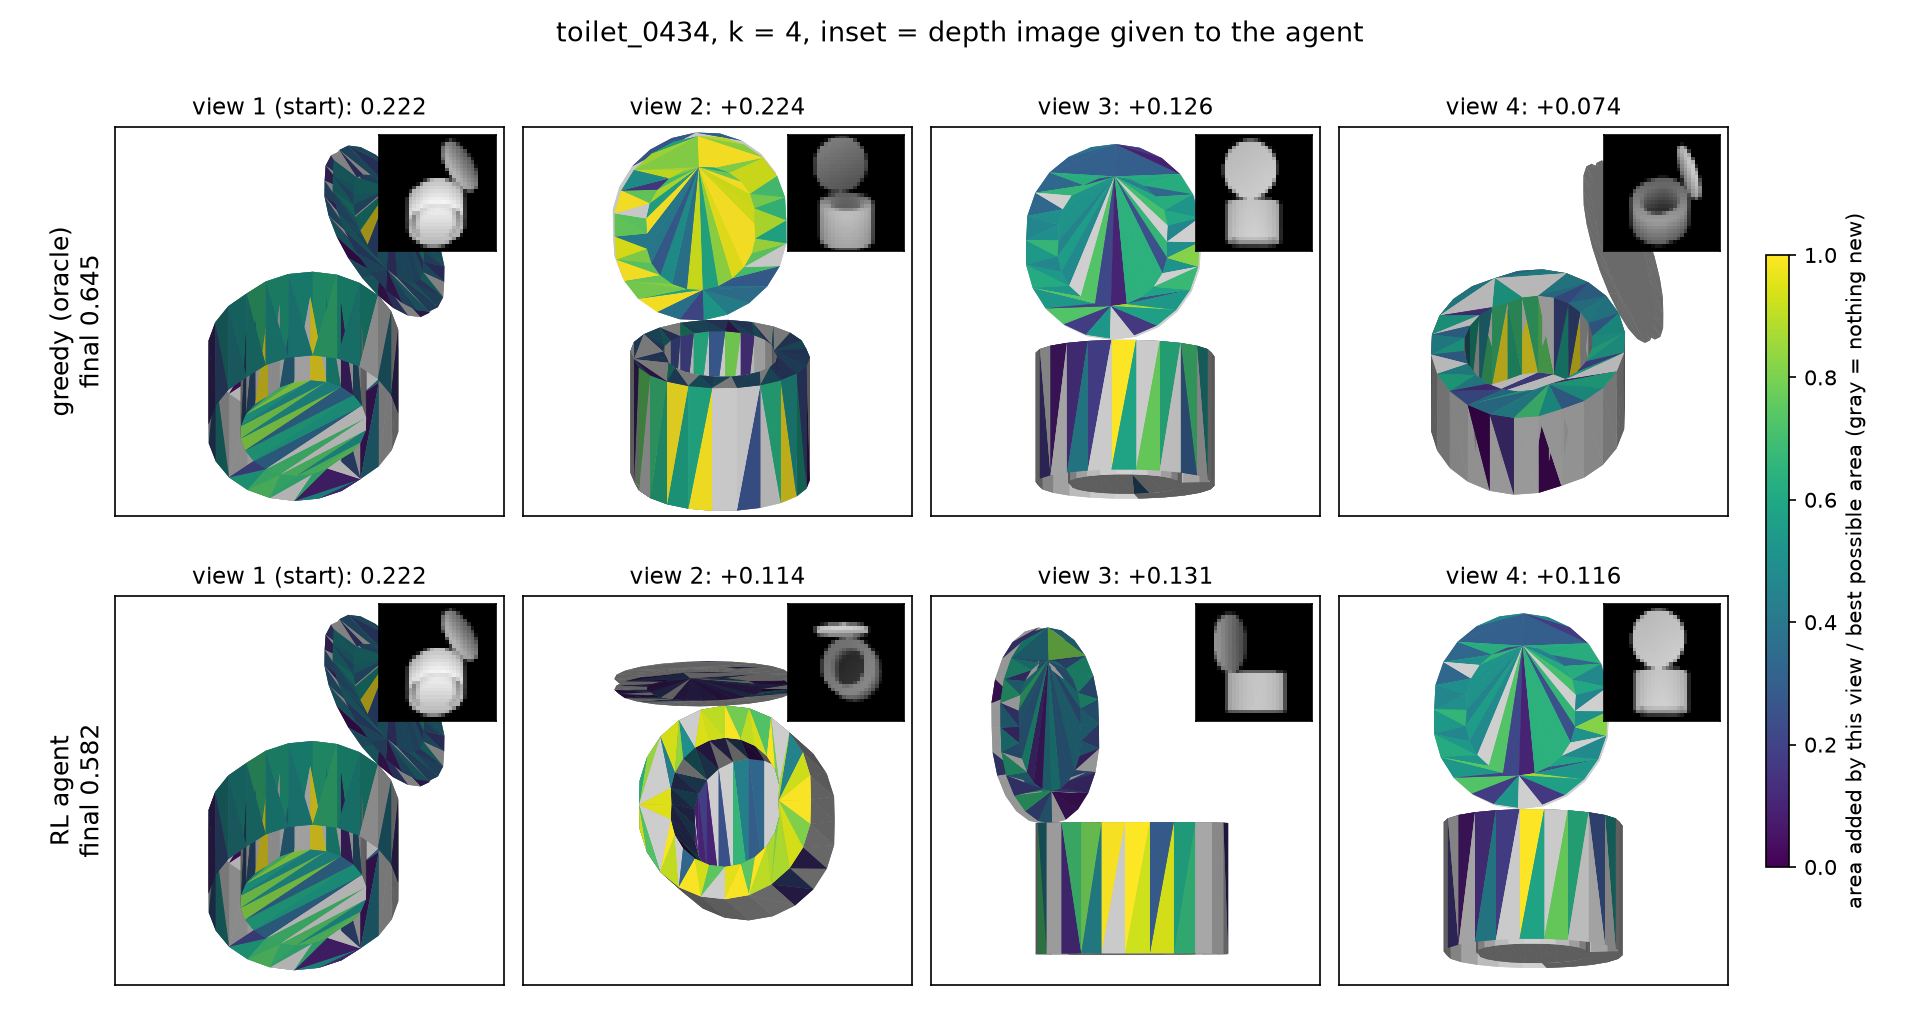 toilet_0434, k = 4, inset = depth image given to the agent
greedy (oracle)
final 0.645
view 1 (start): 0.222
view 2: +0.224
view 3: +0.126
view 4: +0.074
RL agent
final 0.582
view 1 (start): 0.222
view 2: +0.114
view 3: +0.131
view 4: +0.116
1.0
0.8
0.6
0.4
0.2
0.0
area added by this view / best possible area (gray = nothing new)